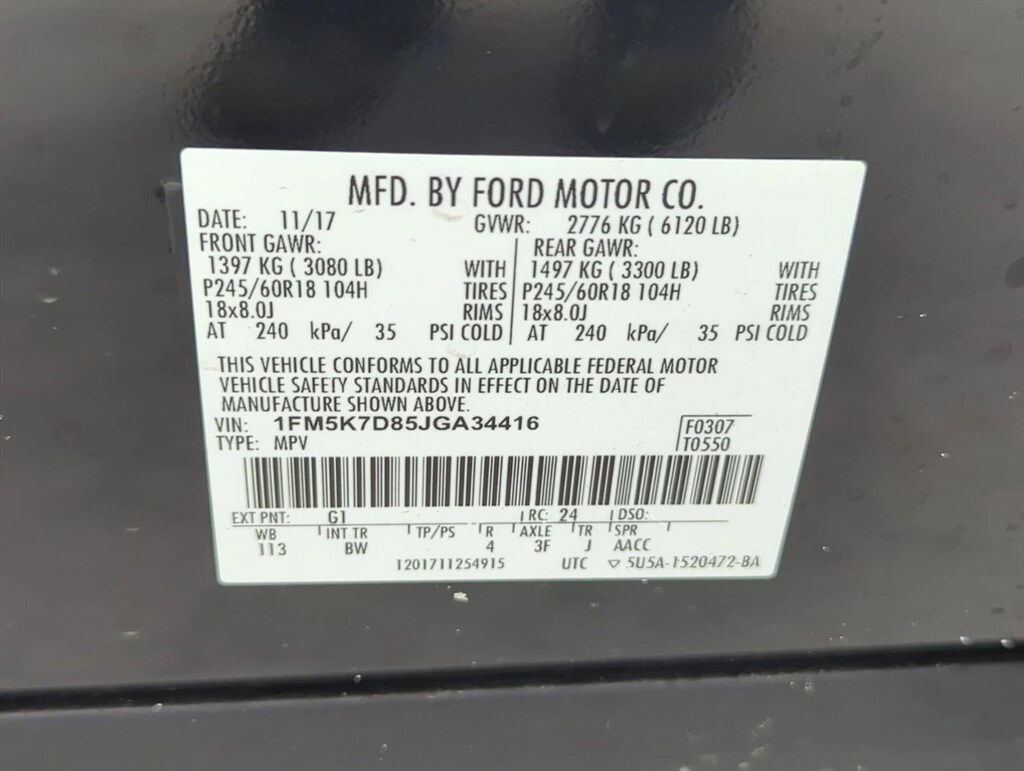 MFD. BY FORD MOTOR CO.
DATE: 11/17 GVWR: 2776 KG ( 6120 LB)
FRONT GAWR: REAR GAWR:
1397 KG ( 3080 LB) WITH 1497 KG ( 3300 LB) WITH
P245/60R18 104H TIRES P245/60R18 104H TIRES
18x8.0J RIMS 18x8.0J RIMS
AT 240 kPa/ 35 PSI COLD AT 240 kPa/ 35 PSI COLD
THIS VEHICLE CONFORMS TO ALL APPLICABLE FEDERAL MOTOR
VEHICLE SAFETY STANDARDS IN EFFECT ON THE DATE OF
MANUFACTURE SHOWN ABOVE.
VIN: 1FM5K7D85JGA34416 F0307
TYPE: MPV T0550
EXT PNT: G1 RC: 24 DSO:
WB INT TR TP/PS R AXLE TR SPR
113 BW 4 3F J AACC
1201711254915 UTC ▽ 5U5A-1520472-BA